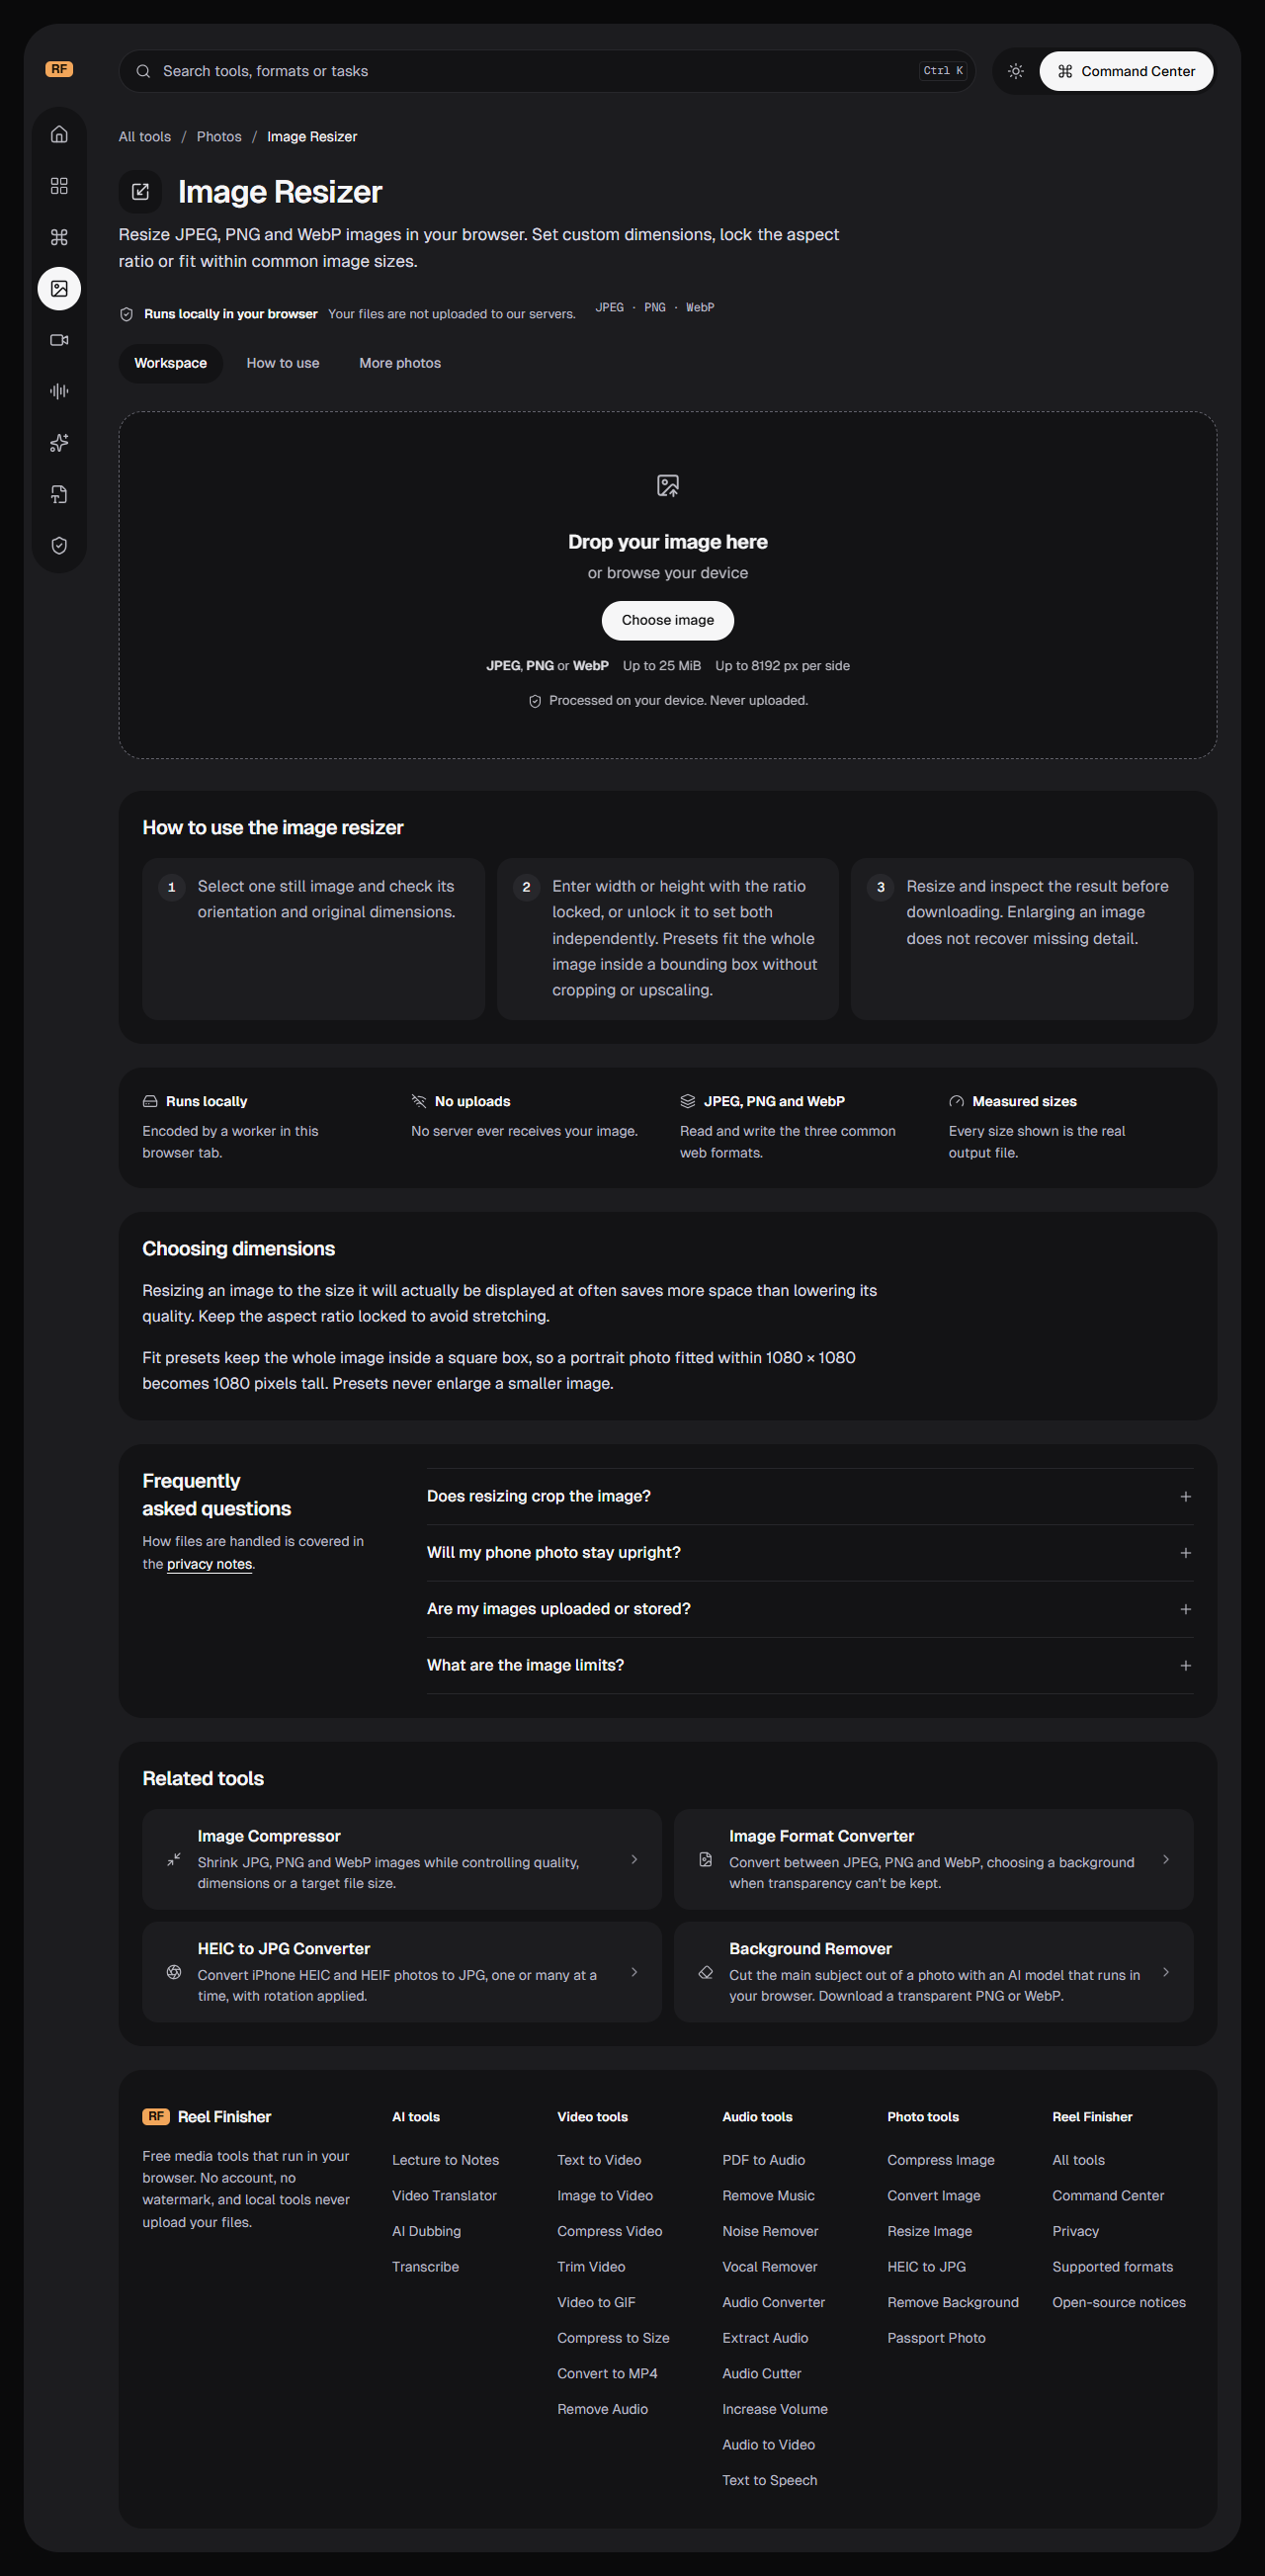 RF
Search tools, formats or tasks
Ctrl K
Command Center
All tools / Photos / Image Resizer
Image Resizer
Resize JPEG, PNG and WebP images in your browser. Set custom dimensions, lock the aspect
ratio or fit within common image sizes.
Runs locally in your browser Your files are not uploaded to our servers.
JPEG · PNG · WebP
Workspace
How to use
More photos
Drop your image here
or browse your device
Choose image
JPEG, PNG or WebP Up to 25 MiB Up to 8192 px per side
Processed on your device. Never uploaded.
How to use the image resizer
1
Select one still image and check its
orientation and original dimensions.
2
Enter width or height with the ratio
locked, or unlock it to set both
independently. Presets fit the whole
image inside a bounding box without
cropping or upscaling.
3
Resize and inspect the result before
downloading. Enlarging an image
does not recover missing detail.
Runs locally
Encoded by a worker in this
browser tab.
No uploads
No server ever receives your image.
JPEG, PNG and WebP
Read and write the three common
web formats.
Measured sizes
Every size shown is the real
output file.
Choosing dimensions
Resizing an image to the size it will actually be displayed at often saves more space than lowering its
quality. Keep the aspect ratio locked to avoid stretching.
Fit presets keep the whole image inside a square box, so a portrait photo fitted within 1080 × 1080
becomes 1080 pixels tall. Presets never enlarge a smaller image.
Frequently
asked questions
How files are handled is covered in
the privacy notes.
Does resizing crop the image?
Will my phone photo stay upright?
Are my images uploaded or stored?
What are the image limits?
Related tools
Image Compressor
Shrink JPG, PNG and WebP images while controlling quality,
dimensions or a target file size.
Image Format Converter
Convert between JPEG, PNG and WebP, choosing a background
when transparency can't be kept.
HEIC to JPG Converter
Convert iPhone HEIC and HEIF photos to JPG, one or many at a
time, with rotation applied.
Background Remover
Cut the main subject out of a photo with an AI model that runs in
your browser. Download a transparent PNG or WebP.
RF Reel Finisher
Free media tools that run in your
browser. No account, no
watermark, and local tools never
upload your files.
AI tools
Lecture to Notes
Video Translator
AI Dubbing
Transcribe
Video tools
Text to Video
Image to Video
Compress Video
Trim Video
Video to GIF
Compress to Size
Convert to MP4
Remove Audio
Audio tools
PDF to Audio
Remove Music
Noise Remover
Vocal Remover
Audio Converter
Extract Audio
Audio Cutter
Increase Volume
Audio to Video
Text to Speech
Photo tools
Compress Image
Convert Image
Resize Image
HEIC to JPG
Remove Background
Passport Photo
Reel Finisher
All tools
Command Center
Privacy
Supported formats
Open-source notices